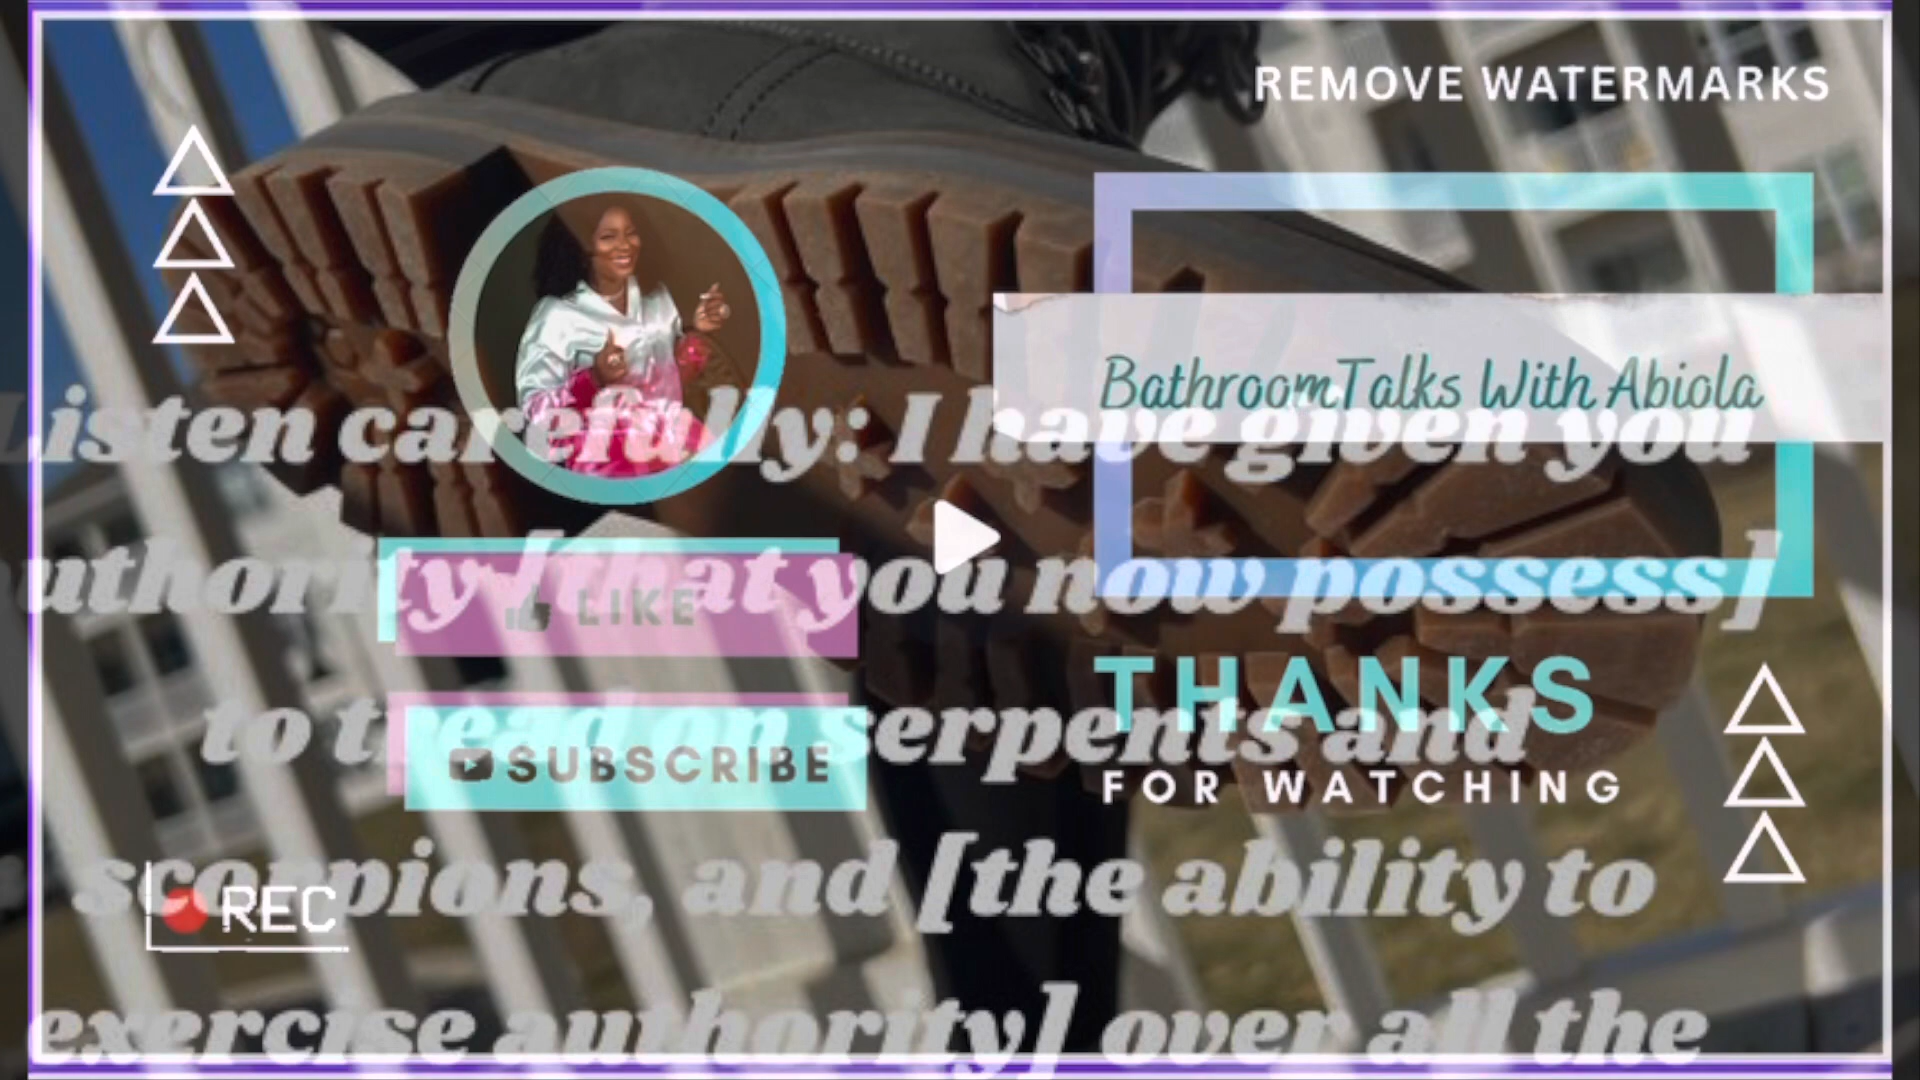 REMOVE WATERMARKS
BathroomTalks With Abiola
Listen carefully: I have given you
authority [that you now possess]
LIKE
to tread on serpents and
THANKS
SUBSCRIBE
FOR WATCHING
scorpions, and [the ability to
REC
exercise authority] over all the